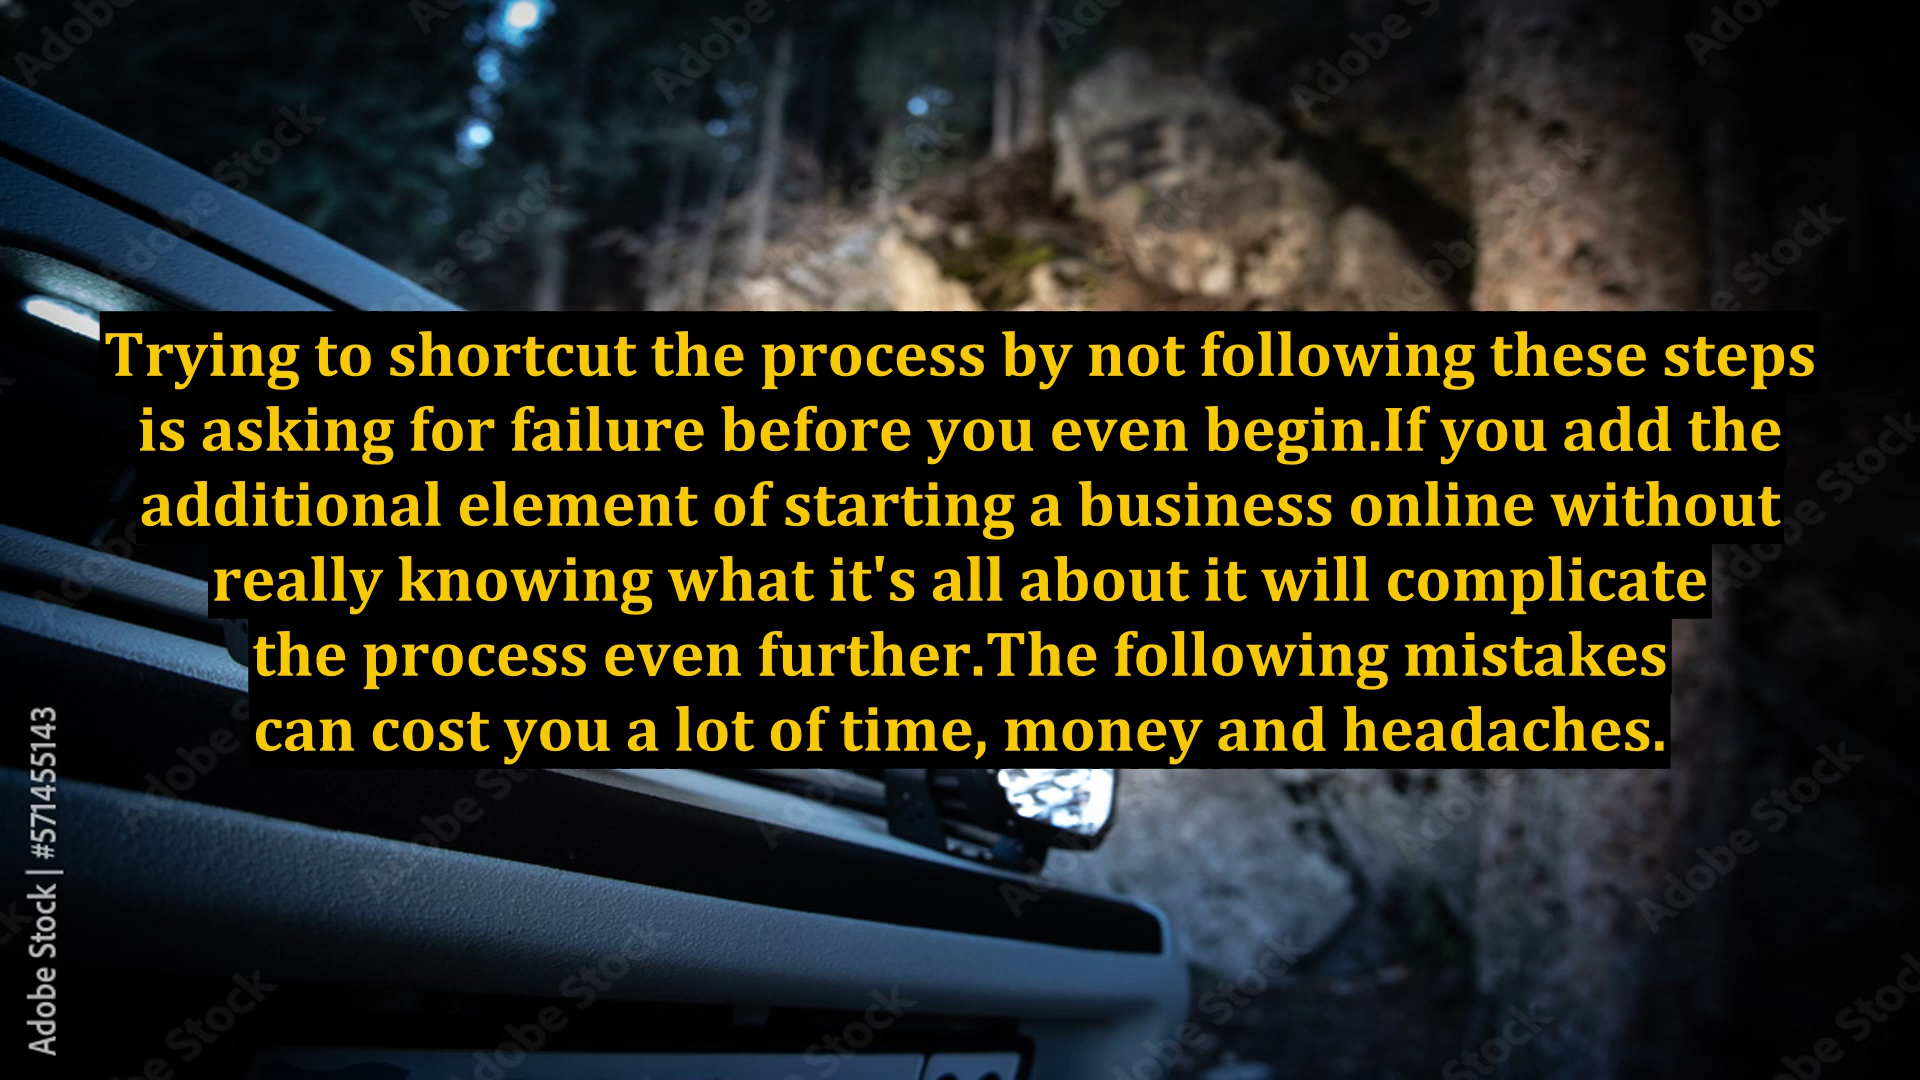 Trying to shortcut the process by not following these steps
is asking for failure before you even begin.If you add the
additional element of starting a business online without
really knowing what it's all about it will complicate
the process even further.The following mistakes
can cost you a lot of time, money and headaches.
Adobe Stock | #571455143
Adobe Stock